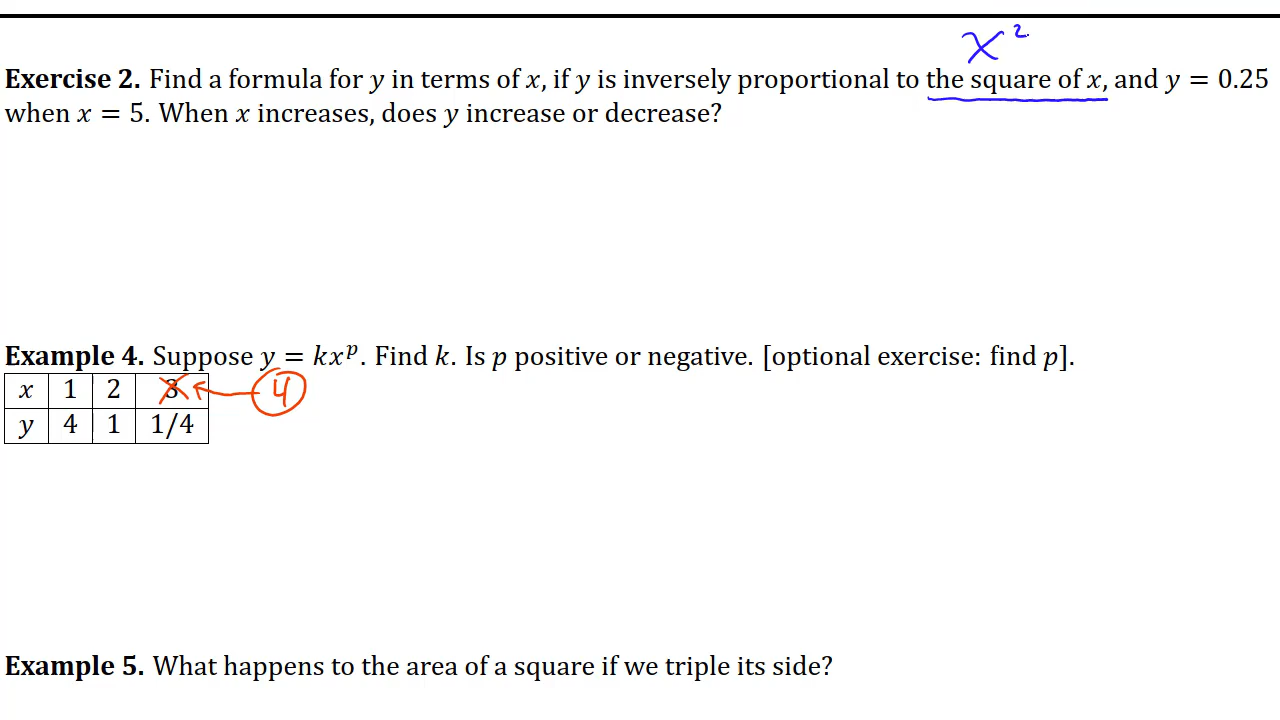 x²
Exercise 2. Find a formula for y in terms of x, if y is inversely proportional to the square of x, and y = 0.25
when x = 5. When x increases, does y increase or decrease?
Example 4. Suppose y = kxᵖ. Find k. Is p positive or negative. [optional exercise: find p].
x 1 2 3 4
y 4 1 1/4
Example 5. What happens to the area of a square if we triple its side?